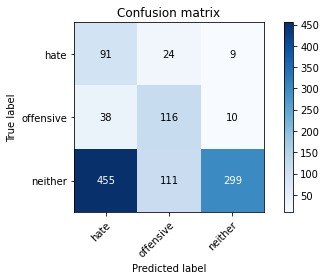 Confusion matrix
True label
hate 91 24 9
offensive 38 116 10
neither 455 111 299
hate offensive neither
Predicted label
450
400
350
300
250
200
150
100
50